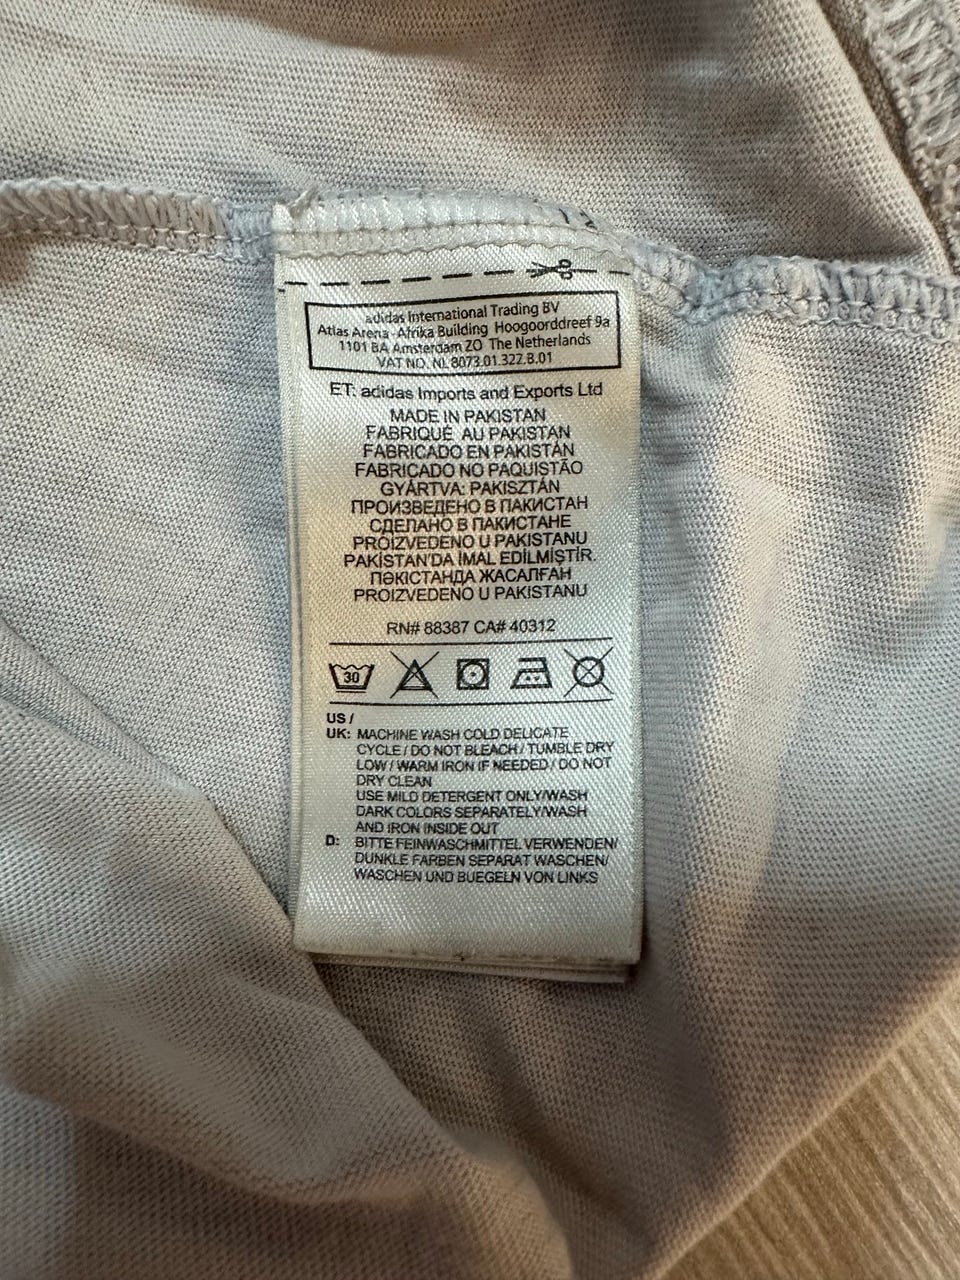 adidas International Trading BV
Atlas Arena - Afrika Building Hoogoorddreef 9a
1101 BA Amsterdam ZO The Netherlands
VAT NO. NL 8073.01.322.B.01
ET: adidas Imports and Exports Ltd
MADE IN PAKISTAN
FABRIQUÉ AU PAKISTAN
FABRICADO EN PAKISTÁN
FABRICADO NO PAQUISTÃO
GYÁRTVA: PAKISZTÁN
ПРОИЗВЕДЕНО В ПАКИСТАН
СДЕЛАНО В ПАКИСТАНЕ
PROIZVEDENO U PAKISTANU
PAKİSTAN'DA İMAL EDİLMİŞTİR.
ПӘКІСТАНДА ЖАСАЛҒАН
PROIZVEDENO U PAKISTANU
RN# 88387 CA# 40312
30
US /
UK: MACHINE WASH COLD DELICATE
CYCLE / DO NOT BLEACH / TUMBLE DRY
LOW / WARM IRON IF NEEDED / DO NOT
DRY CLEAN
USE MILD DETERGENT ONLY/WASH
DARK COLORS SEPARATELY/WASH
AND IRON INSIDE OUT
D: BITTE FEINWASCHMITTEL VERWENDEN/
DUNKLE FARBEN SEPARAT WASCHEN/
WASCHEN UND BUEGELN VON LINKS